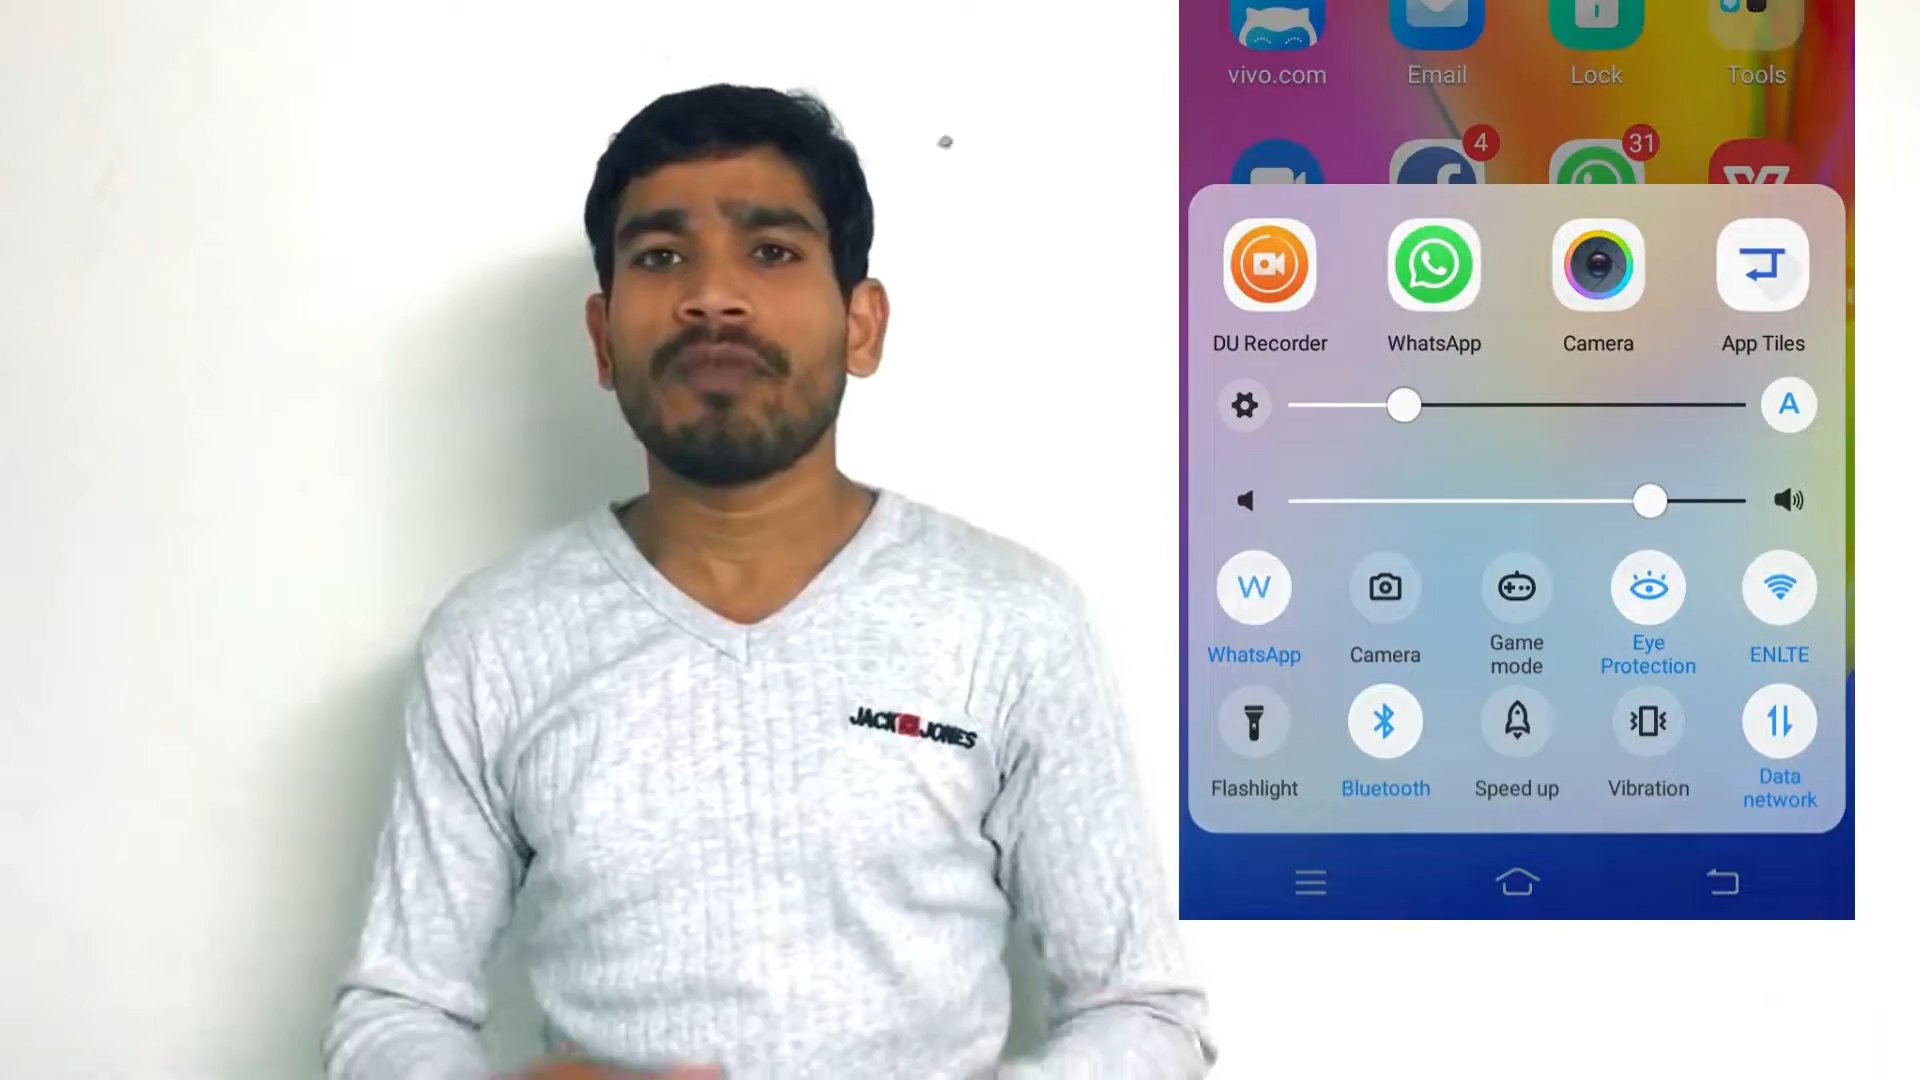 vivo.com Email Lock Tools
4 31
DU Recorder WhatsApp Camera App Tiles
A
W
WhatsApp Camera Game mode Eye Protection ENLTE
Flashlight Bluetooth Speed up Vibration Data network
JACK JONES